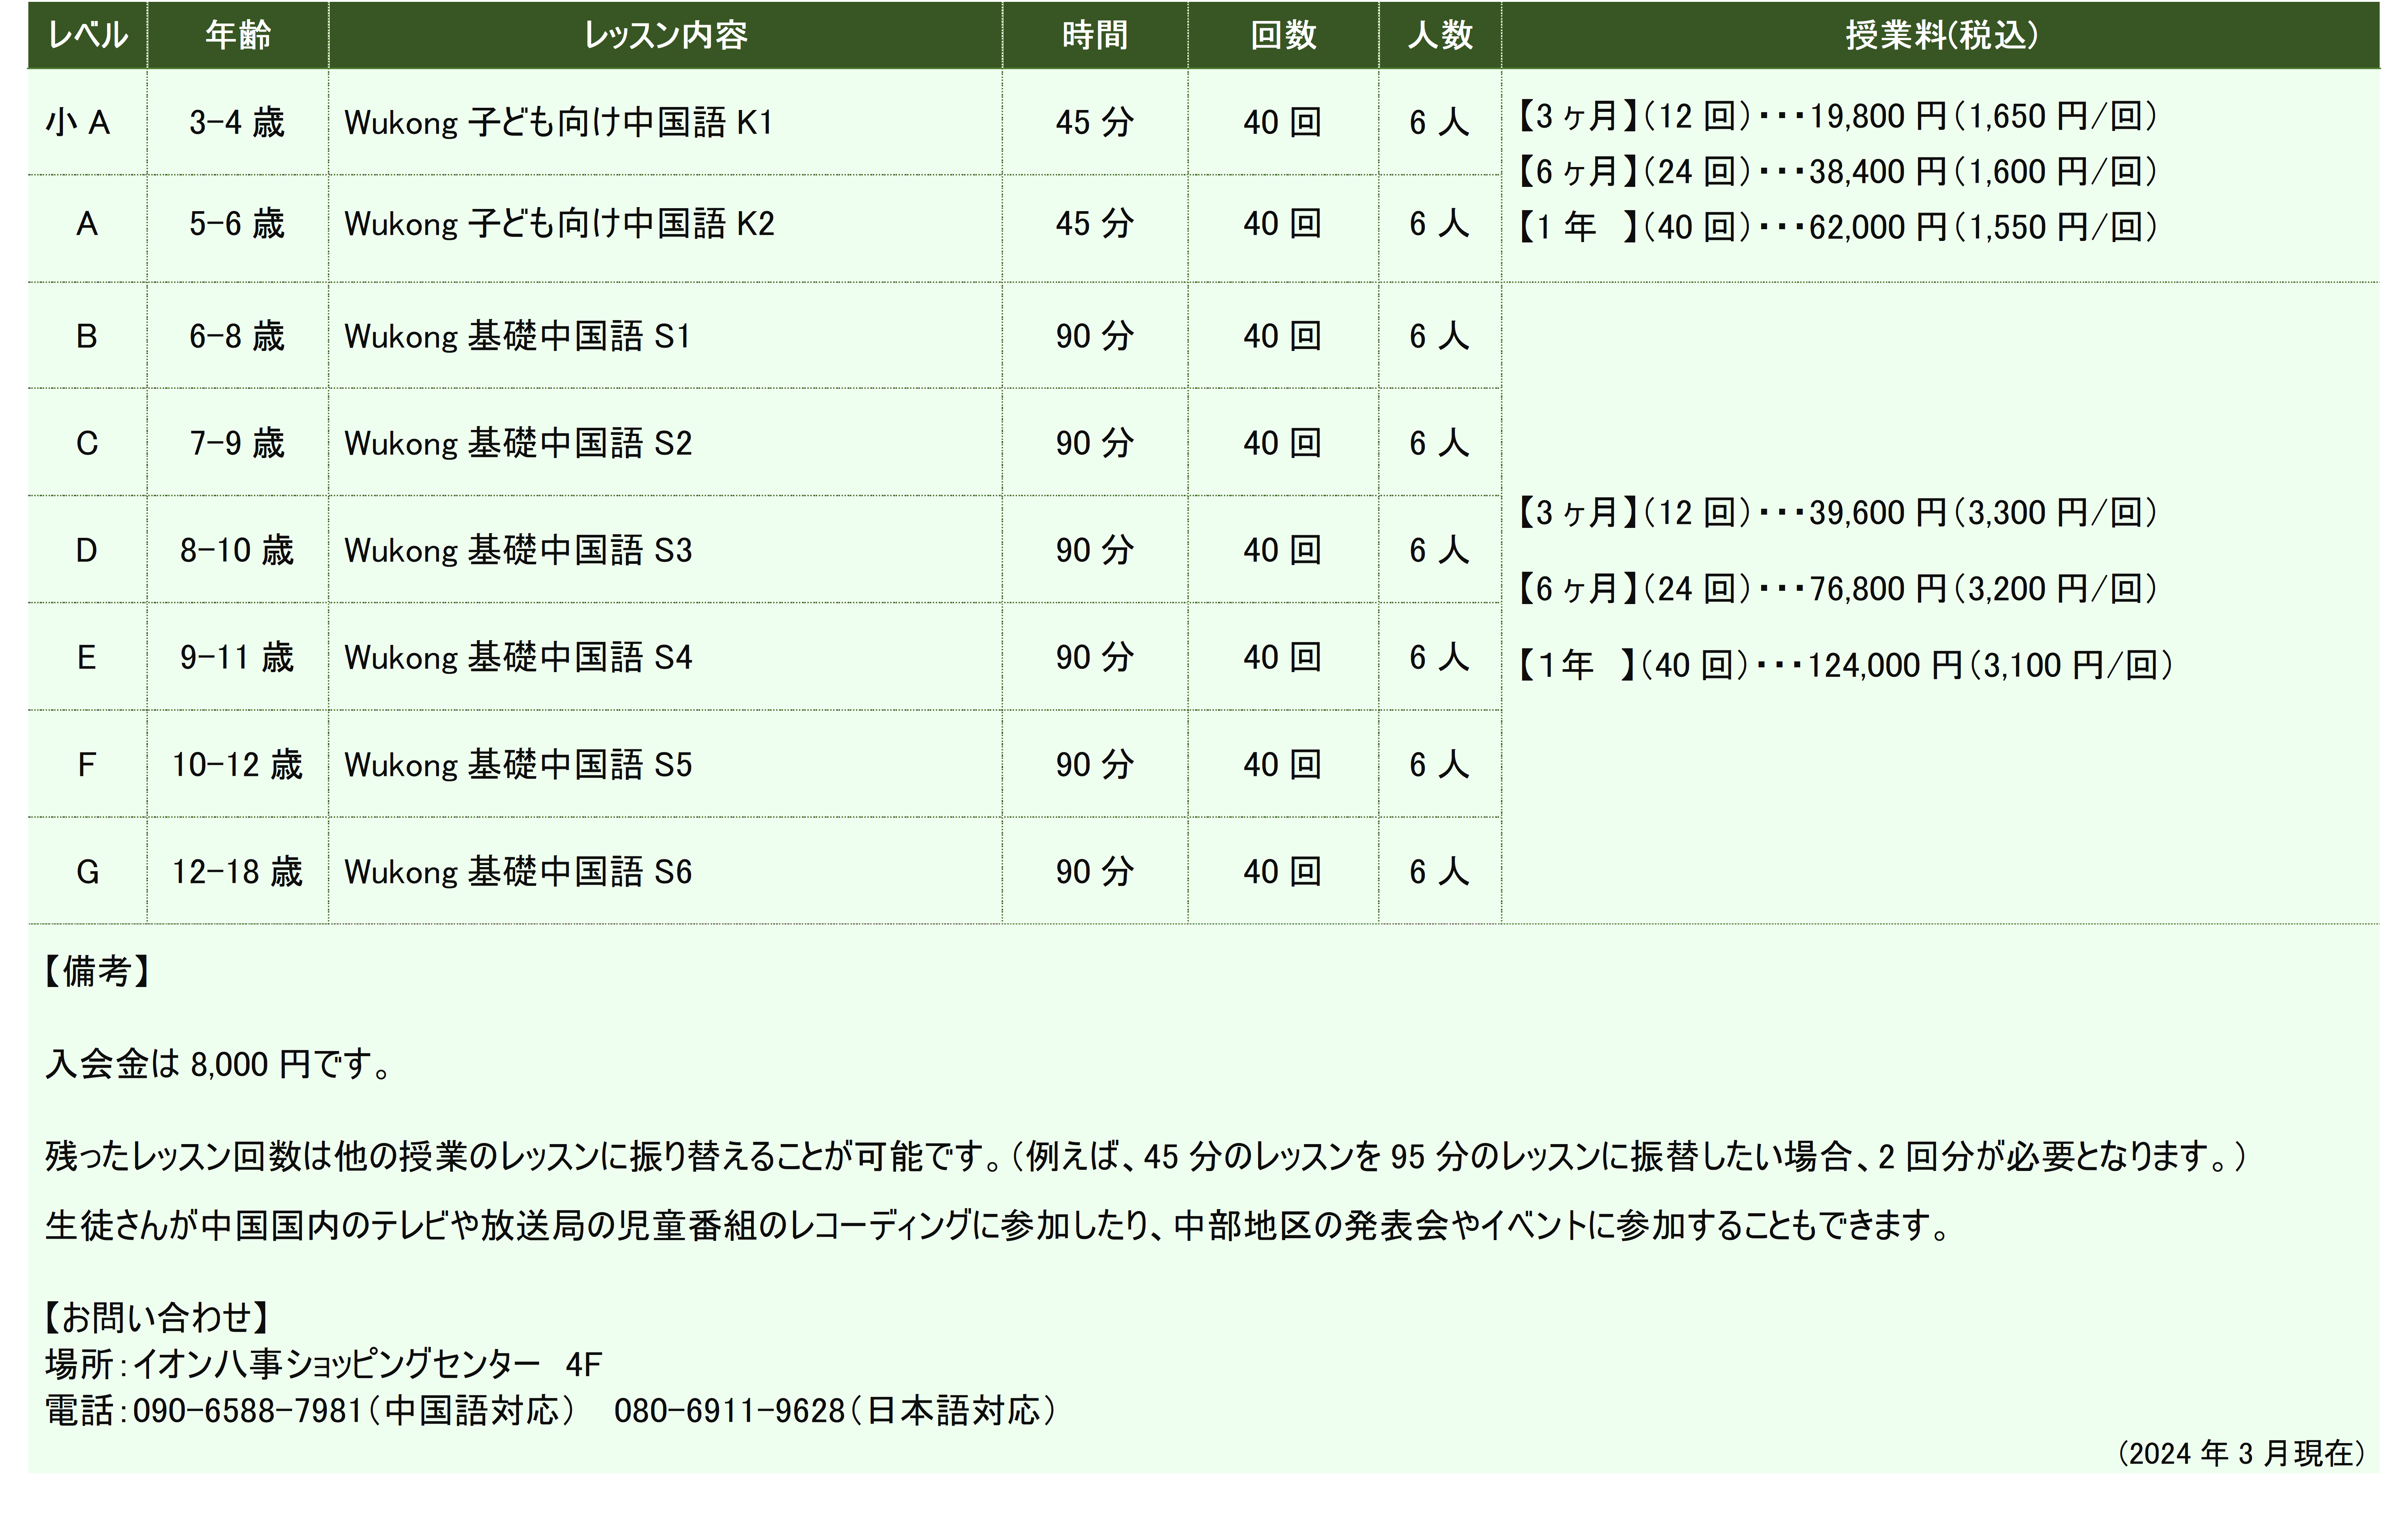 レベル 年齢 レッスン内容 時間 回数 人数 授業料(税込)
小 A 3-4 歳 Wukong 子ども向け中国語 K1 45 分 40 回 6 人
【3 ヶ月】（12 回）・・・19,800 円（1,650 円/回）
【6 ヶ月】（24 回）・・・38,400 円（1,600 円/回）
【1 年　】（40 回）・・・62,000 円（1,550 円/回）
A 5-6 歳 Wukong 子ども向け中国語 K2 45 分 40 回 6 人
B 6-8 歳 Wukong 基礎中国語 S1 90 分 40 回 6 人
C 7-9 歳 Wukong 基礎中国語 S2 90 分 40 回 6 人
D 8-10 歳 Wukong 基礎中国語 S3 90 分 40 回 6 人
E 9-11 歳 Wukong 基礎中国語 S4 90 分 40 回 6 人
F 10-12 歳 Wukong 基礎中国語 S5 90 分 40 回 6 人
G 12-18 歳 Wukong 基礎中国語 S6 90 分 40 回 6 人
【3 ヶ月】（12 回）・・・39,600 円（3,300 円/回）
【6 ヶ月】（24 回）・・・76,800 円（3,200 円/回）
【１年　】（40 回）・・・124,000 円（3,100 円/回）
【備考】
入会金は 8,000 円です。
残ったレッスン回数は他の授業のレッスンに振り替えることが可能です。（例えば、45 分のレッスンを 95 分のレッスンに振替したい場合、2 回分が必要となります。）
生徒さんが中国国内のテレビや放送局の児童番組のレコーディングに参加したり、中部地区の発表会やイベントに参加することもできます。
【お問い合わせ】
場所：イオン八事ショッピングセンター　4F
電話：090-6588-7981（中国語対応）　080-6911-9628（日本語対応）
（2024 年 3 月現在）